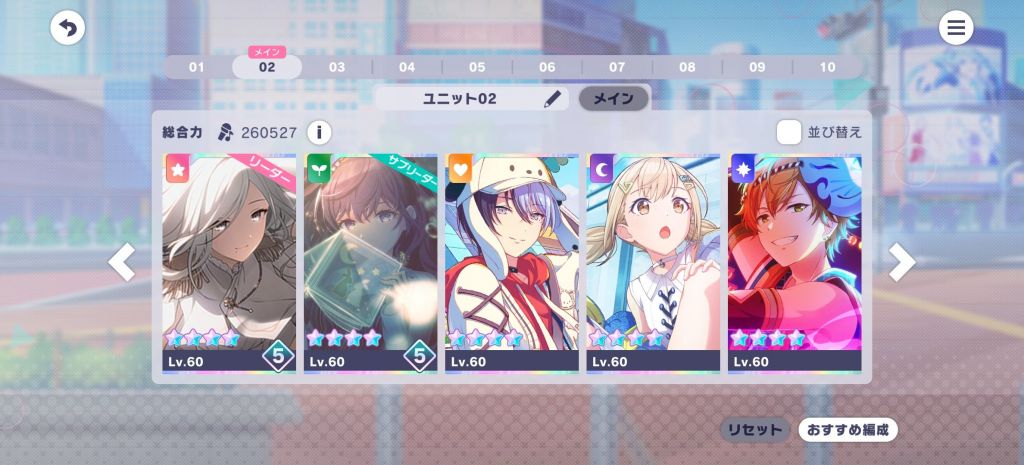 メイン
01 02 03 04 05 06 07 08 09 10
ユニット02 メイン
総合力 260527 i 並び替え
リーダー サブリーダー
Lv.60 5 Lv.60 5 Lv.60 Lv.60 Lv.60
リセット おすすめ編成